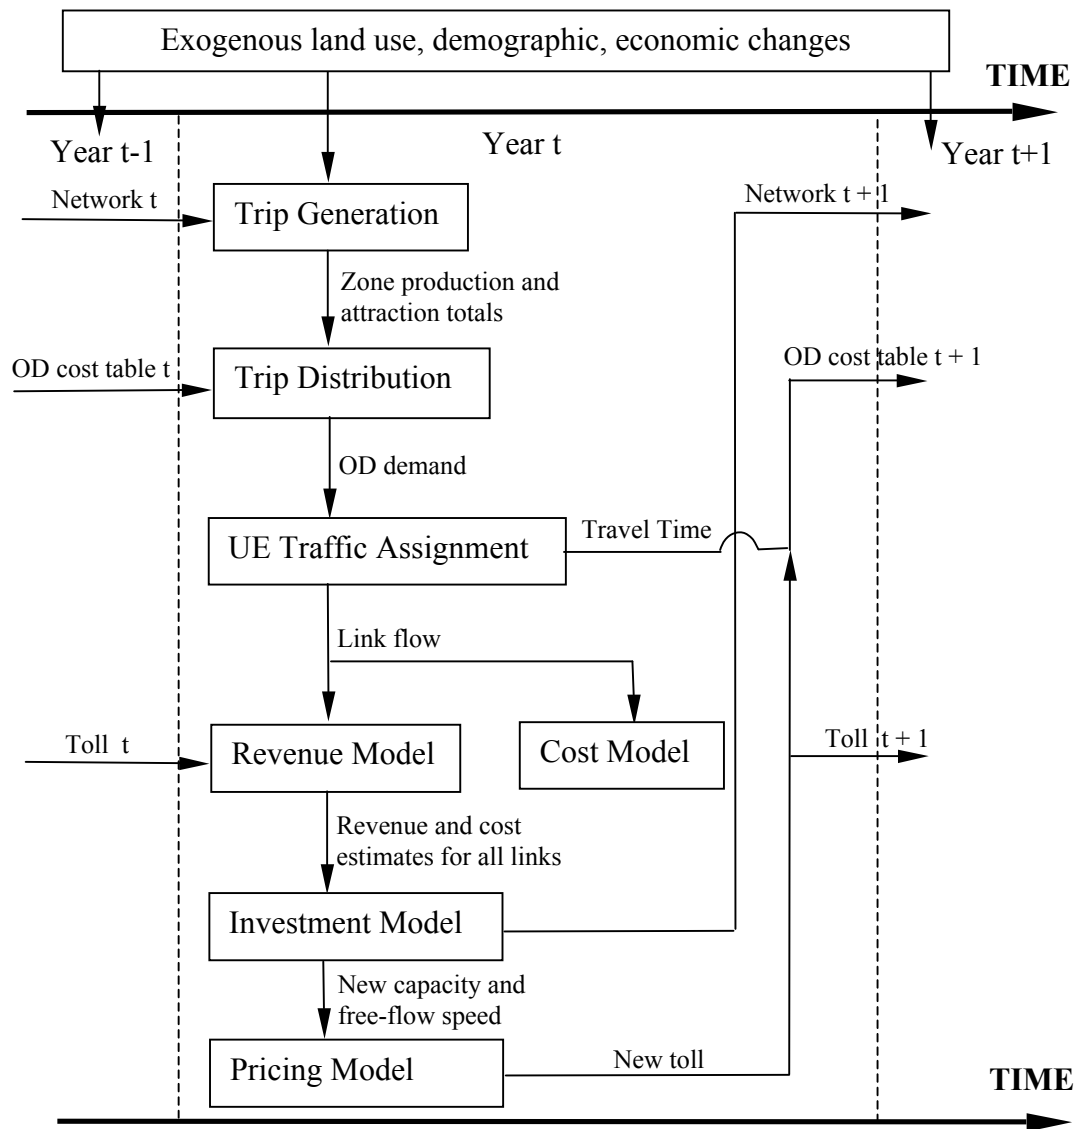 Exogenous land use, demographic, economic changes
TIME
Year t-1
Year t
Year t+1
Network t
Trip Generation
Network t + 1
Zone production and
attraction totals
OD cost table t
Trip Distribution
OD cost table t + 1
OD demand
UE Traffic Assignment
Travel Time
Link flow
Toll t
Revenue Model
Cost Model
Toll t + 1
Revenue and cost
estimates for all links
Investment Model
New capacity and
free-flow speed
Pricing Model
New toll
TIME